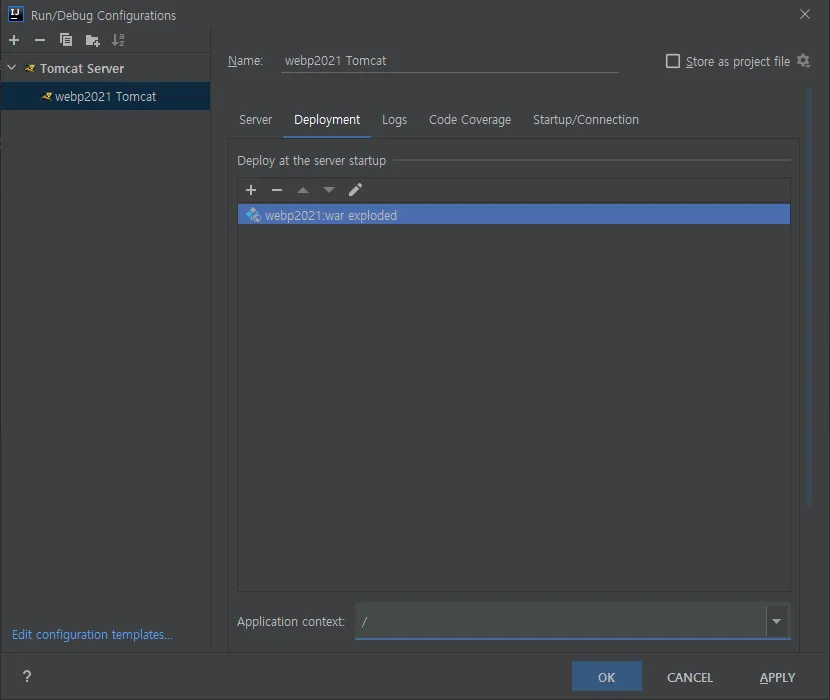 Run/Debug Configurations
Tomcat Server
webp2021 Tomcat
Edit configuration templates...
Name: webp2021 Tomcat
Store as project file
Server Deployment Logs Code Coverage Startup/Connection
Deploy at the server startup
webp2021:war exploded
Application context: /
? OK CANCEL APPLY